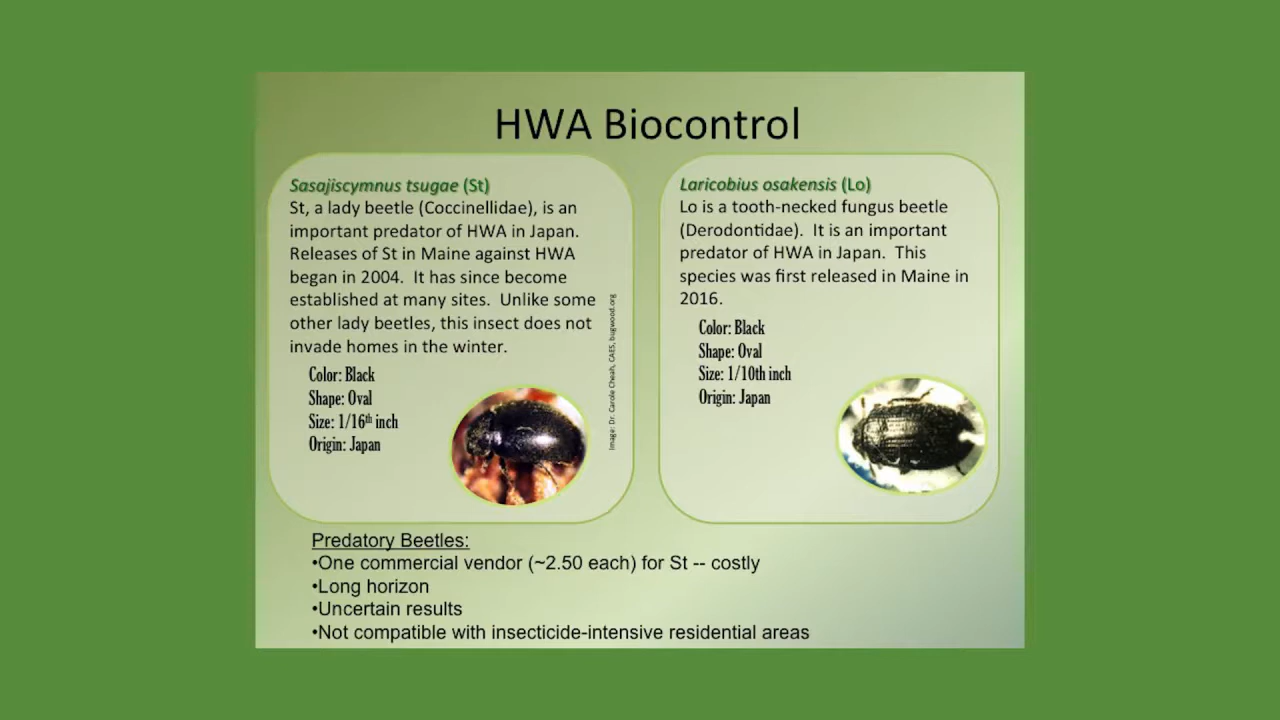 HWA Biocontrol
Sasajiscymnus tsugae (St)
St, a lady beetle (Coccinellidae), is an
important predator of HWA in Japan.
Releases of St in Maine against HWA
began in 2004.  It has since become
established at many sites.  Unlike some
other lady beetles, this insect does not
invade homes in the winter.
Color: Black
Shape: Oval
Size: 1/16th inch
Origin: Japan
Image: Dr. Carole Cheah, CAES, bugwood.org
Laricobius osakensis (Lo)
Lo is a tooth-necked fungus beetle
(Derodontidae).  It is an important
predator of HWA in Japan.  This
species was first released in Maine in
2016.
Color: Black
Shape: Oval
Size: 1/10th inch
Origin: Japan
Predatory Beetles:
•One commercial vendor (~2.50 each) for St -- costly
•Long horizon
•Uncertain results
•Not compatible with insecticide-intensive residential areas